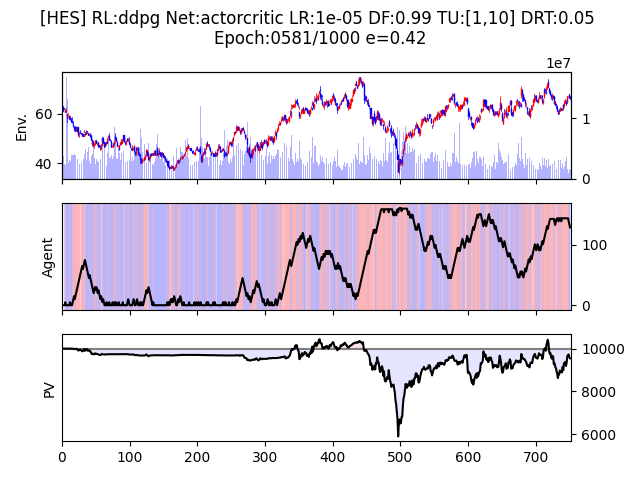 [HES] RL:ddpg Net:actorcritic LR:1e-05 DF:0.99 TU:[1,10] DRT:0.05
Epoch:0581/1000 e=0.42
1e7
Env.
60
40
1
0
Agent
100
0
PV
10000
8000
6000
0 100 200 300 400 500 600 700